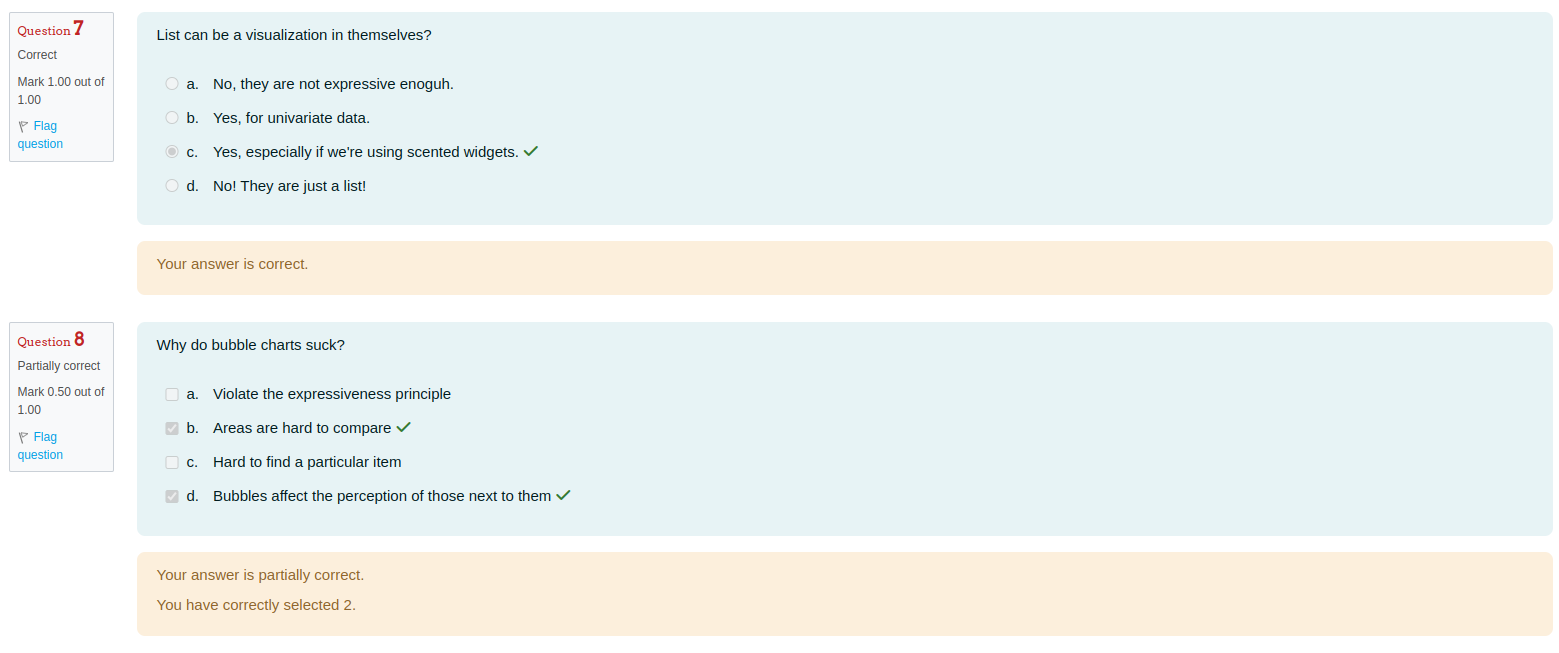 Question 7
Correct
Mark 1.00 out of
1.00
Flag
question
List can be a visualization in themselves?
a. No, they are not expressive enoguh.
b. Yes, for univariate data.
c. Yes, especially if we're using scented widgets.
d. No! They are just a list!
Your answer is correct.
Question 8
Partially correct
Mark 0.50 out of
1.00
Flag
question
Why do bubble charts suck?
a. Violate the expressiveness principle
b. Areas are hard to compare
c. Hard to find a particular item
d. Bubbles affect the perception of those next to them
Your answer is partially correct.
You have correctly selected 2.